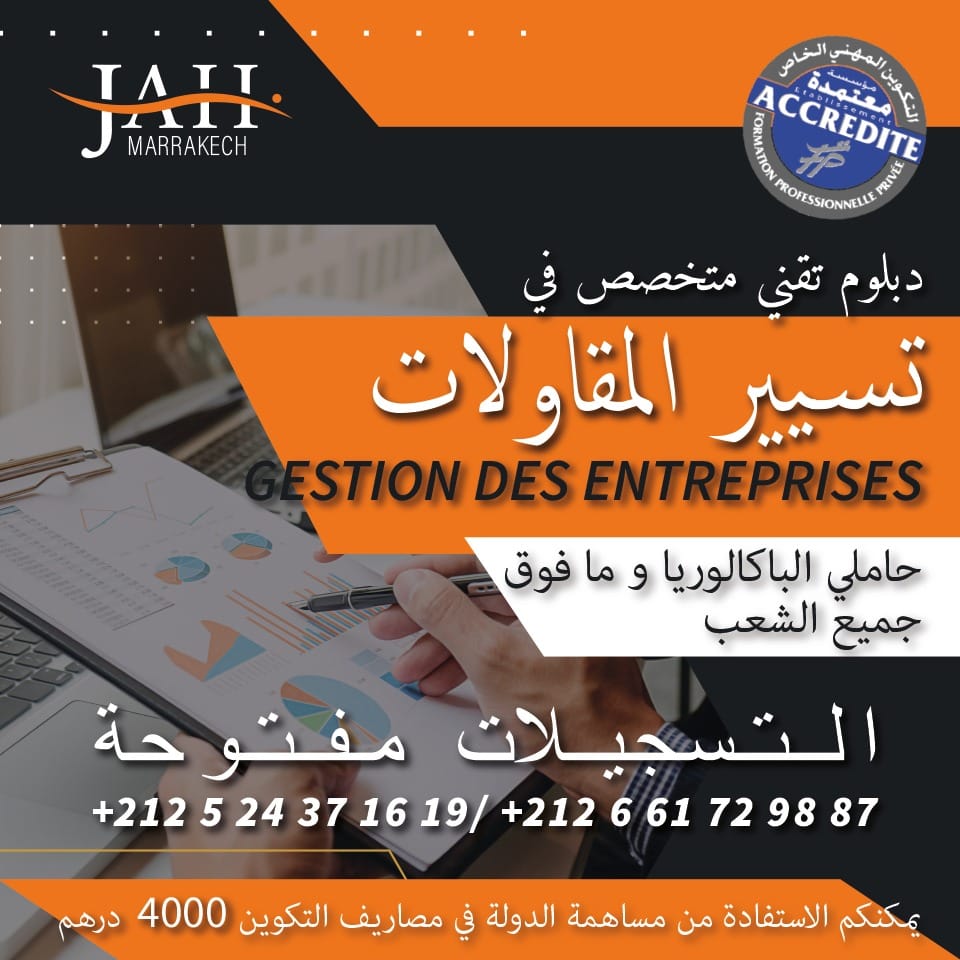 JAH
MARRAKECH
التكوين المهني الخاص
مؤسسة
معتمدة
Etablissement
ACCREDITE
FP
FORMATION PROFESSIONNELLE PRIVÉE
دبلوم تقني متخصص في
تسيير المقاولات
GESTION DES ENTREPRISES
حاملي الباكالوريا و ما فوق
جميع الشعب
التسجيلات مفتوحة
+212 5 24 37 16 19/ +212 6 61 72 98 87
يمكنكم الاستفادة من مساهمة الدولة في مصاريف التكوين 4000 درهم